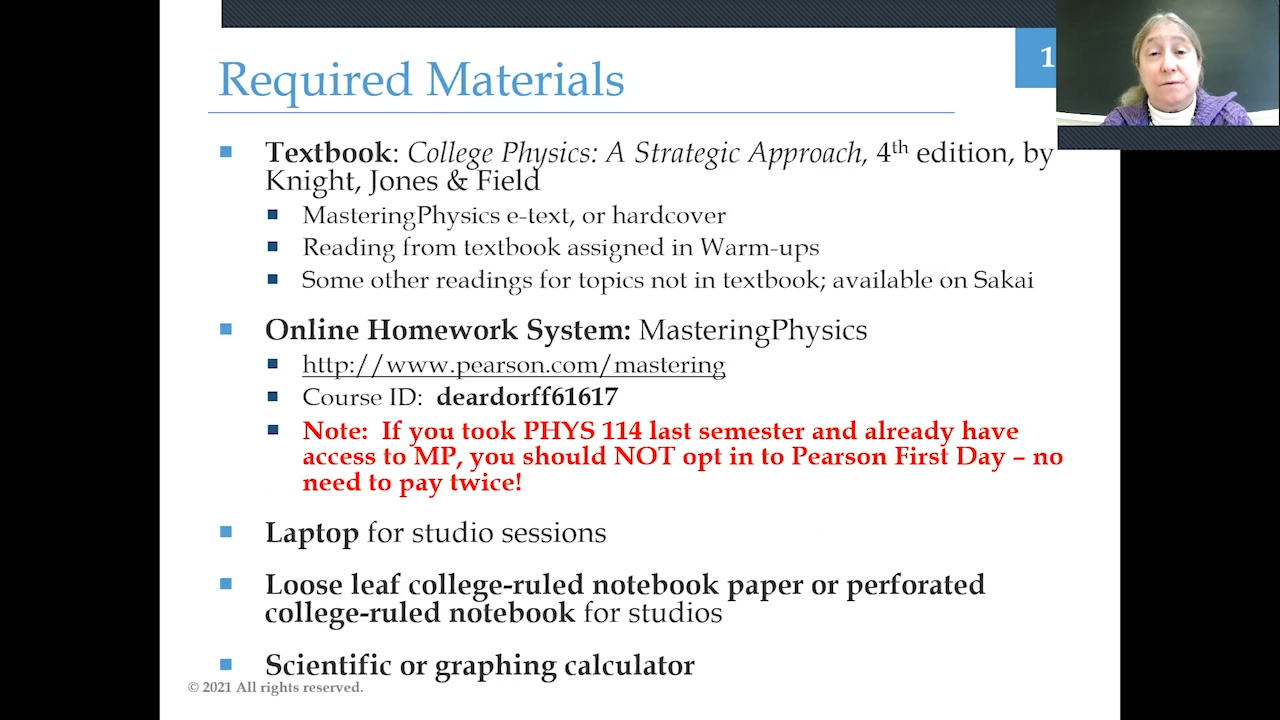 1
Required Materials
Textbook: College Physics: A Strategic Approach, 4th edition, by
Knight, Jones & Field
MasteringPhysics e-text, or hardcover
Reading from textbook assigned in Warm-ups
Some other readings for topics not in textbook; available on Sakai
Online Homework System: MasteringPhysics
http://www.pearson.com/mastering
Course ID: deardorff61617
Note: If you took PHYS 114 last semester and already have
access to MP, you should NOT opt in to Pearson First Day – no
need to pay twice!
Laptop for studio sessions
Loose leaf college-ruled notebook paper or perforated
college-ruled notebook for studios
Scientific or graphing calculator
© 2021 All rights reserved.